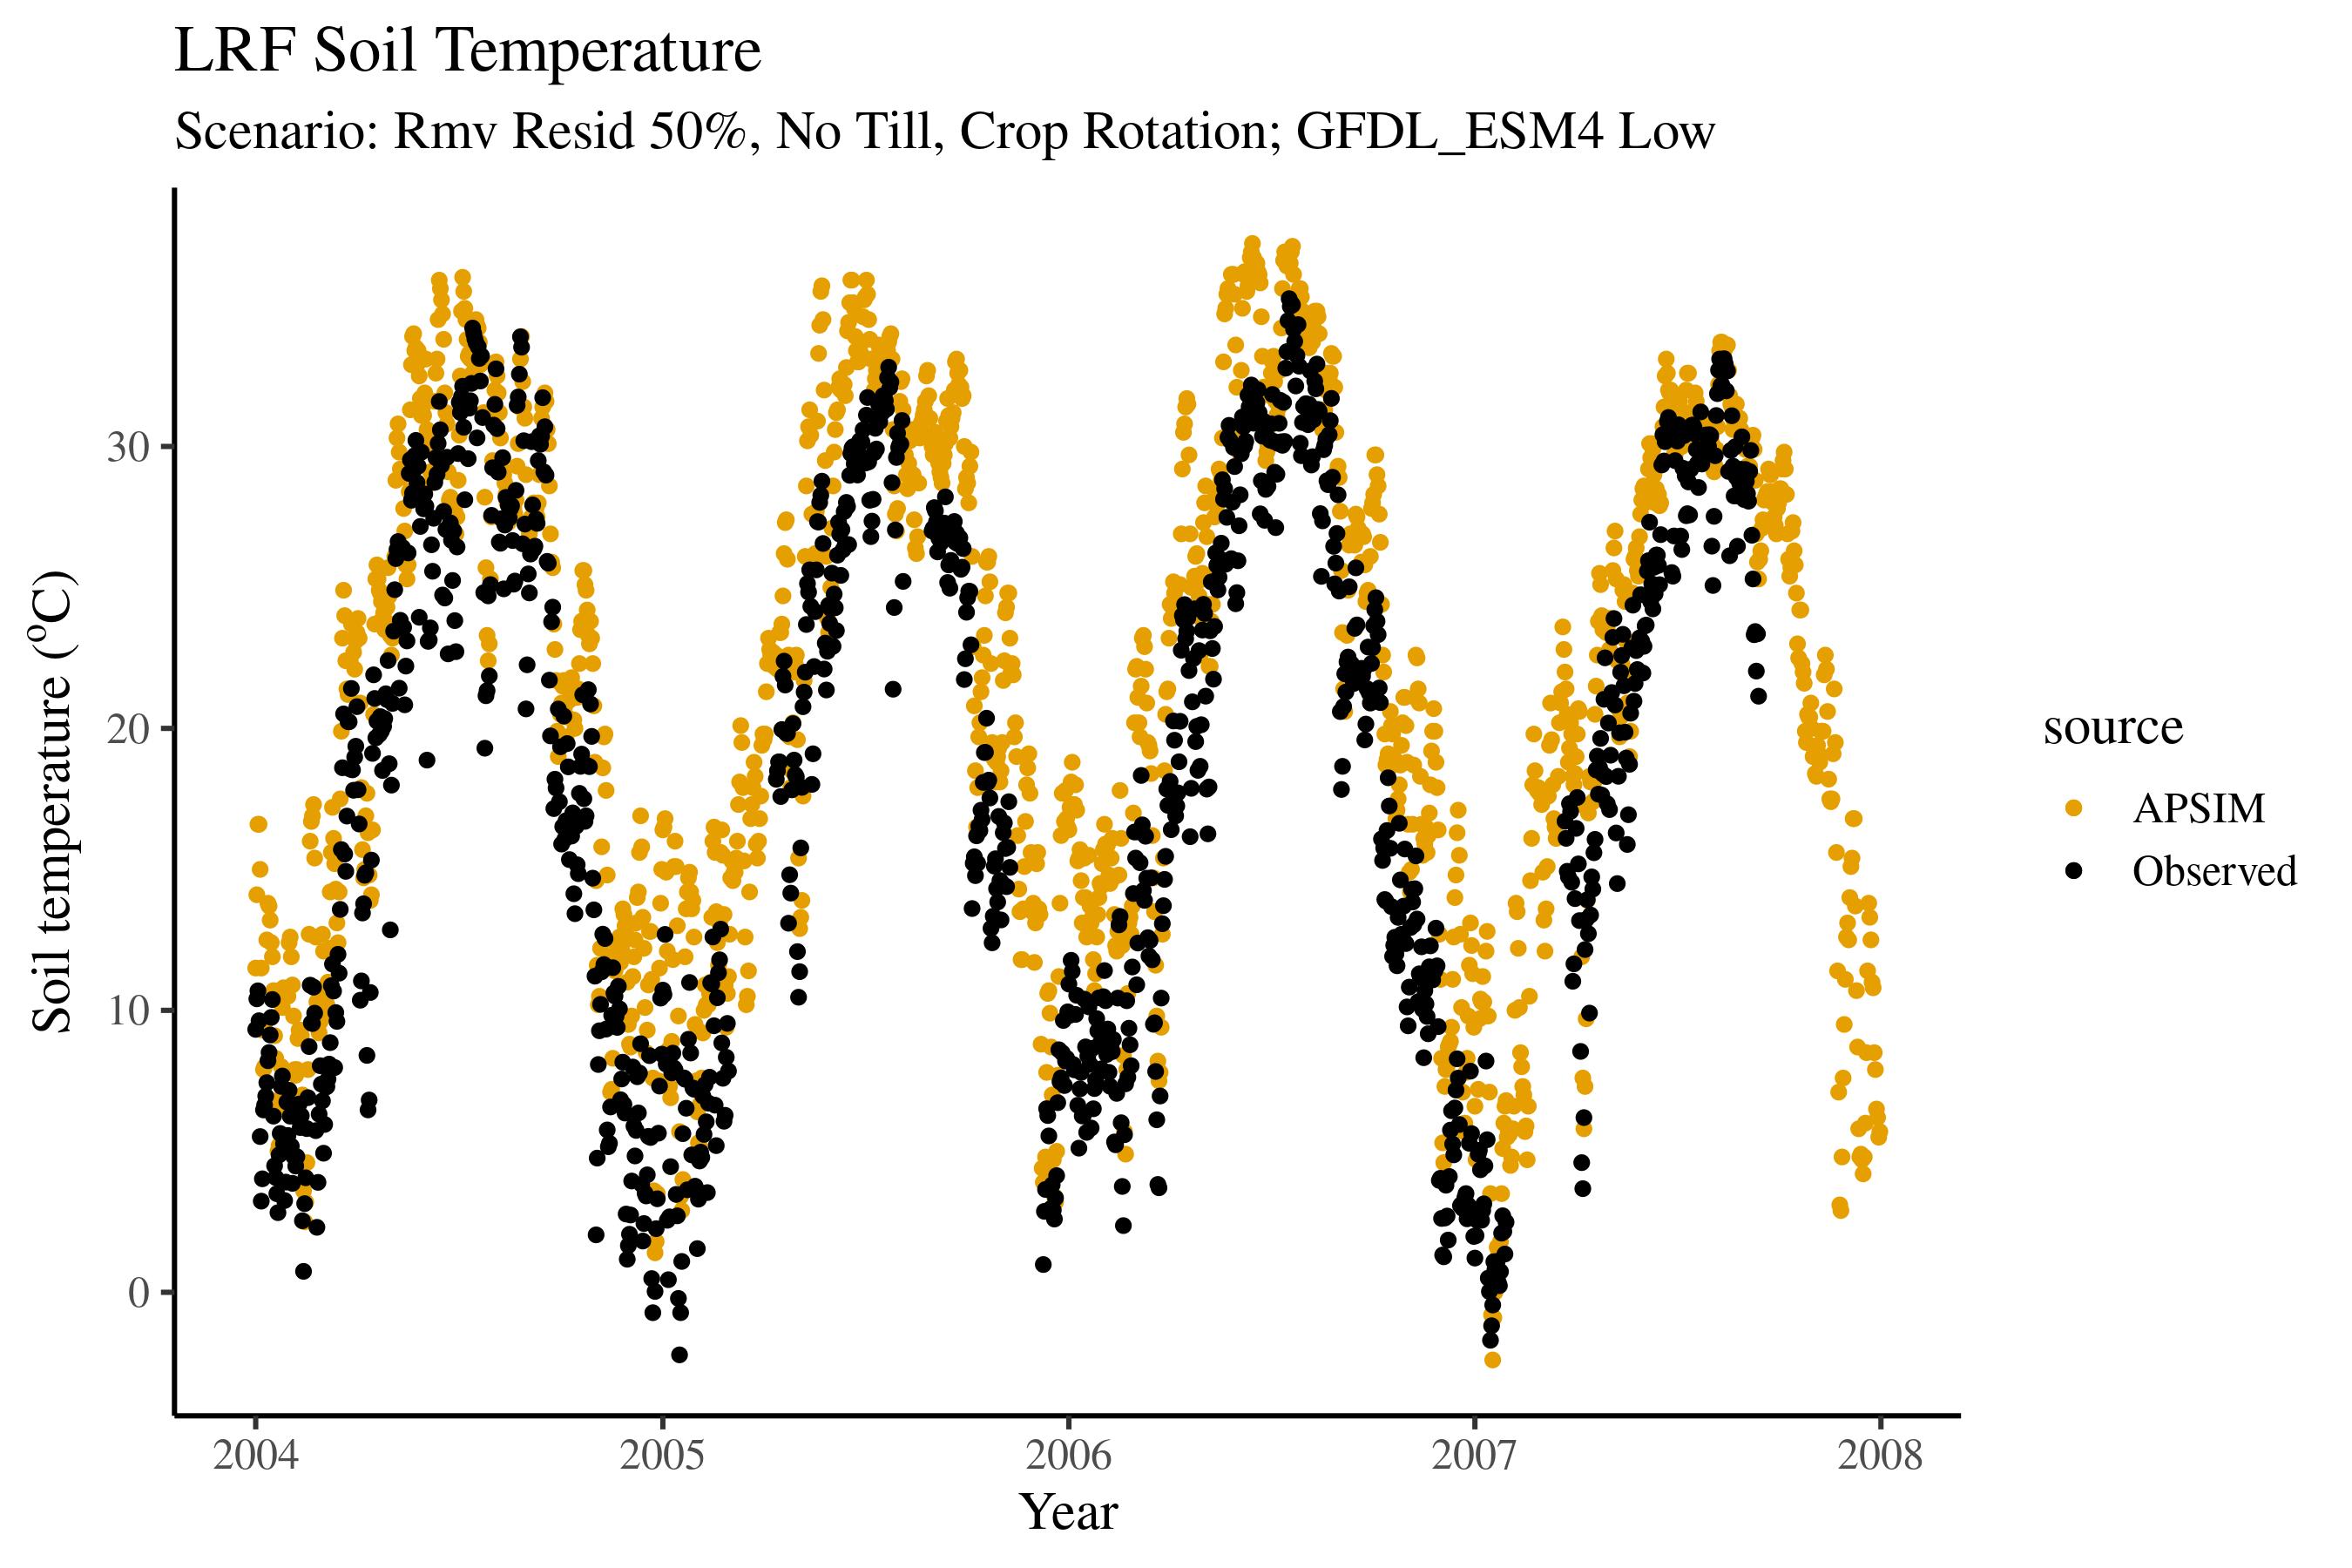 LRF Soil Temperature
Scenario: Rmv Resid 50%, No Till, Crop Rotation; GFDL_ESM4 Low
Soil temperature (⁰C)
30
20
10
0
2004 2005 2006 2007 2008
Year
source
APSIM
Observed